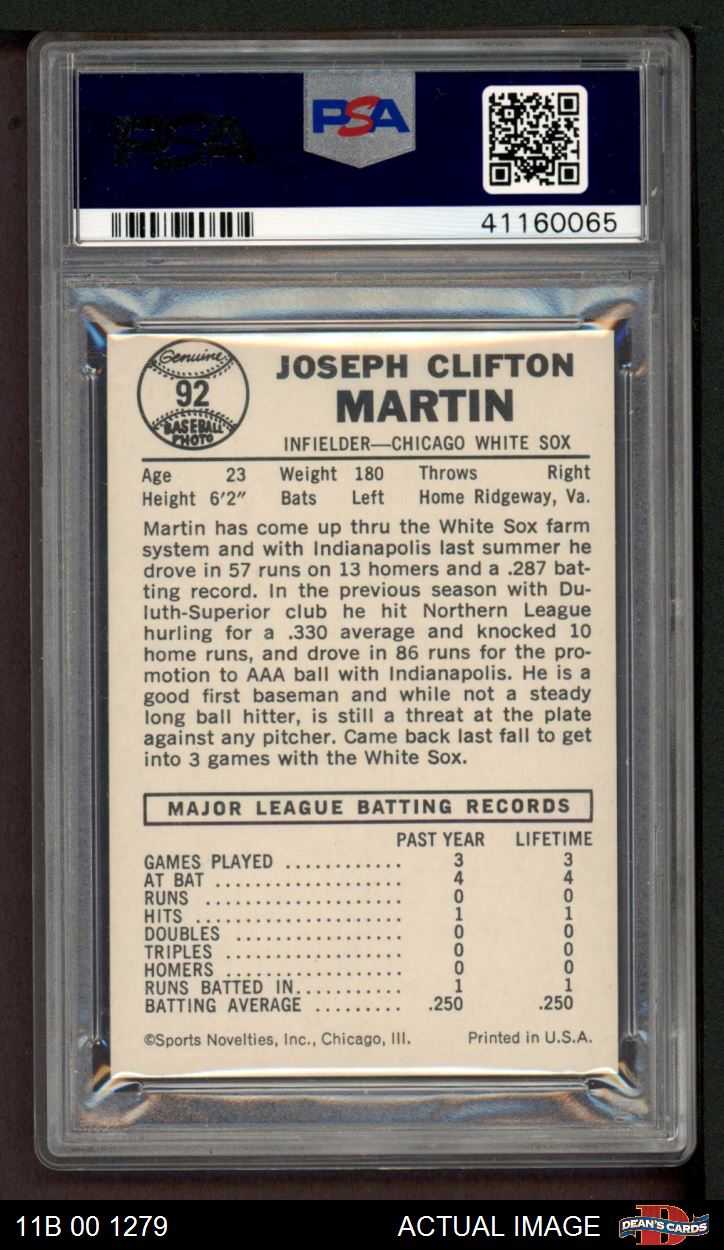 PSA
PSA
41160065
Genuine
92
BASEBALL
PHOTO
JOSEPH CLIFTON
MARTIN
INFIELDER—CHICAGO WHITE SOX
Age 23 Weight 180 Throws Right
Height 6'2" Bats Left Home Ridgeway, Va.
Martin has come up thru the White Sox farm
system and with Indianapolis last summer he
drove in 57 runs on 13 homers and a .287 bat-
ting record. In the previous season with Du-
luth-Superior club he hit Northern League
hurling for a .330 average and knocked 10
home runs, and drove in 86 runs for the pro-
motion to AAA ball with Indianapolis. He is a
good first baseman and while not a steady
long ball hitter, is still a threat at the plate
against any pitcher. Came back last fall to get
into 3 games with the White Sox.
MAJOR LEAGUE BATTING RECORDS
PAST YEAR LIFETIME
GAMES PLAYED ............ 3 3
AT BAT ................... 4 4
RUNS .................... 0 0
HITS ..................... 1 1
DOUBLES ................. 0 0
TRIPLES .................. 0 0
HOMERS .................. 0 0
RUNS BATTED IN........... 1 1
BATTING AVERAGE ......... .250 .250
©Sports Novelties, Inc., Chicago, Ill. Printed in U.S.A.
11B 00 1279 ACTUAL IMAGE DEAN'S CARDS